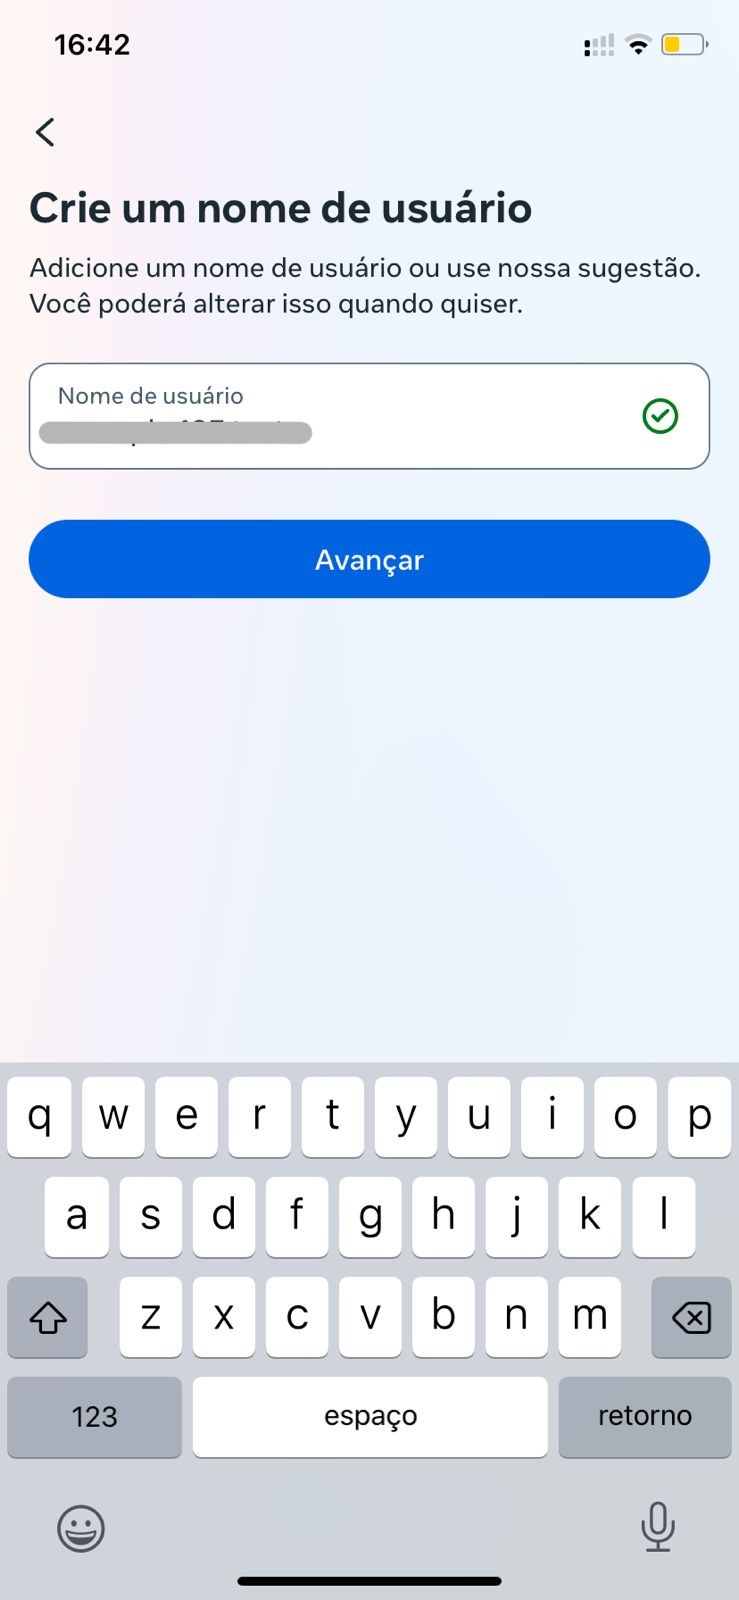 16:42
Crie um nome de usuário
Adicione um nome de usuário ou use nossa sugestão.
Você poderá alterar isso quando quiser.
Nome de usuário
Avançar
q w e r t y u i o p
a s d f g h j k l
z x c v b n m
123 espaço retorno